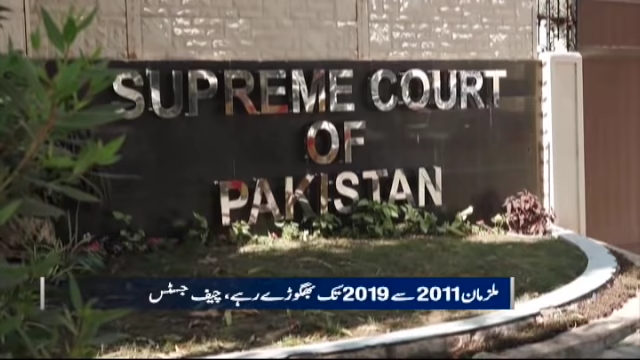 SUPREME COURT
OF
PAKISTAN
ملزمان 2011 سے 2019 تک بھگوڑے رہے، چیف جسٹس